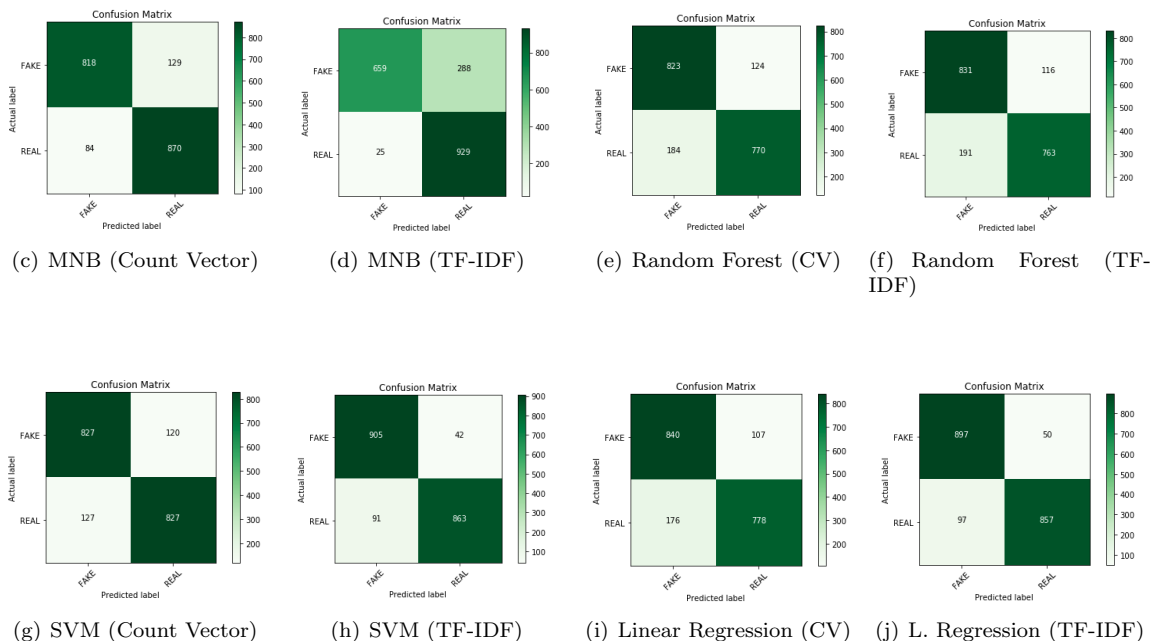 Confusion Matrix
FAKE 818 129
REAL 84 870
Actual label
FAKE REAL
Predicted label
800
700
600
500
400
300
200
100
(c) MNB (Count Vector)
Confusion Matrix
FAKE 659 288
REAL 25 929
Actual label
FAKE REAL
Predicted label
800
600
400
200
(d) MNB (TF-IDF)
Confusion Matrix
FAKE 823 124
REAL 184 770
Actual label
FAKE REAL
Predicted label
800
700
600
500
400
300
200
(e) Random Forest (CV)
Confusion Matrix
FAKE 831 116
REAL 191 763
Actual label
FAKE REAL
Predicted label
800
700
600
500
400
300
200
(f) Random Forest (TF-
IDF)
Confusion Matrix
FAKE 827 120
REAL 127 827
Actual label
FAKE REAL
Predicted label
800
700
600
500
400
300
200
(g) SVM (Count Vector)
Confusion Matrix
FAKE 905 42
REAL 91 863
Actual label
FAKE REAL
Predicted label
900
800
700
600
500
400
300
200
100
(h) SVM (TF-IDF)
Confusion Matrix
FAKE 840 107
REAL 176 778
Actual label
FAKE REAL
Predicted label
800
700
600
500
400
300
200
(i) Linear Regression (CV)
Confusion Matrix
FAKE 897 50
REAL 97 857
Actual label
FAKE REAL
Predicted label
800
700
600
500
400
300
200
100
(j) L. Regression (TF-IDF)